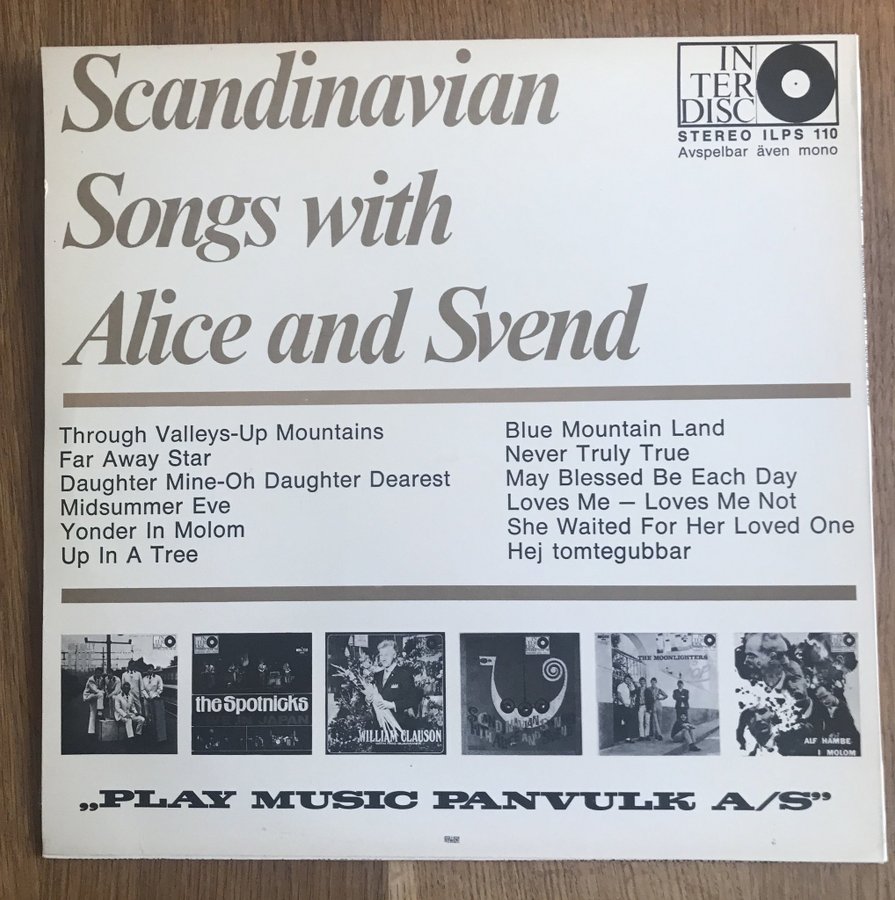 Scandinavian
Songs with
Alice and Svend
IN
TER
DISC
STEREO ILPS 110
Avspelbar även mono
Through Valleys-Up Mountains
Far Away Star
Daughter Mine-Oh Daughter Dearest
Midsummer Eve
Yonder In Molom
Up In A Tree
Blue Mountain Land
Never Truly True
May Blessed Be Each Day
Loves Me — Loves Me Not
She Waited For Her Loved One
Hej tomtegubbar
the Spotnicks
IN JAPAN
WILLIAM CLAUSON
THE MOONLIGHTERS
Alf HAMBE
I MOLOM
„PLAY MUSIC PANVULK A/S”